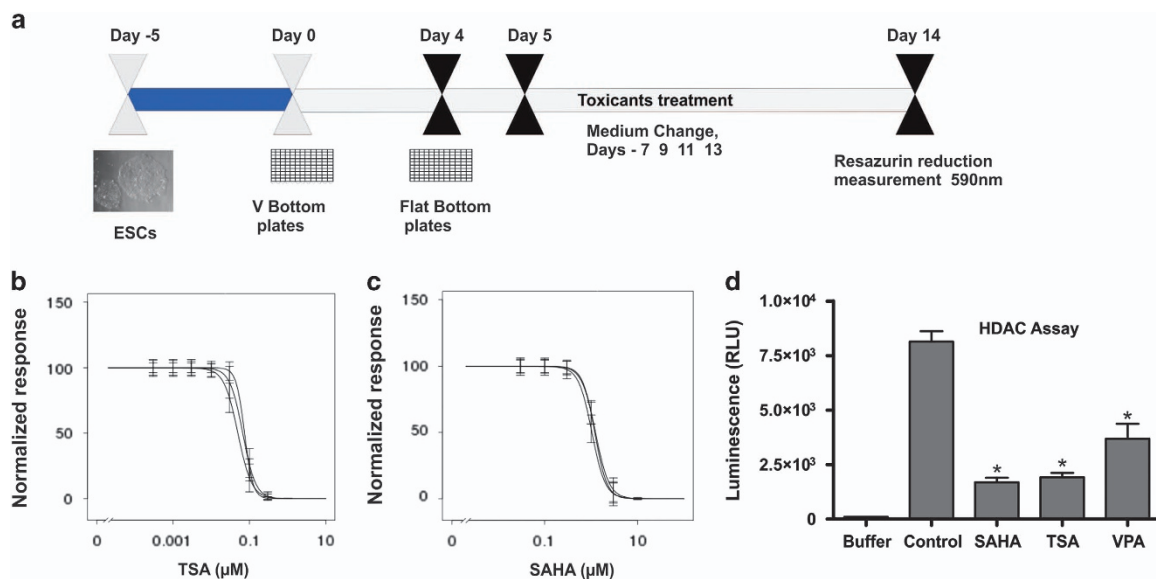 a
Day -5
Day 0
Day 4
Day 5
Day 14
Toxicants treatment
Medium Change,
Days - 7 9 11 13
Resazurin reduction
measurement 590nm
ESCs
V Bottom
plates
Flat Bottom
plates
b
Normalized response
150
100
50
0
0
0.001
0.1
10
TSA (µM)
c
Normalized response
150
100
50
0
0
0.1
10
SAHA (µM)
d
Luminescence (RLU)
1.0×10⁴
7.5×10³
5.0×10³
2.5×10³
0
HDAC Assay
*
*
*
Buffer Control SAHA TSA VPA